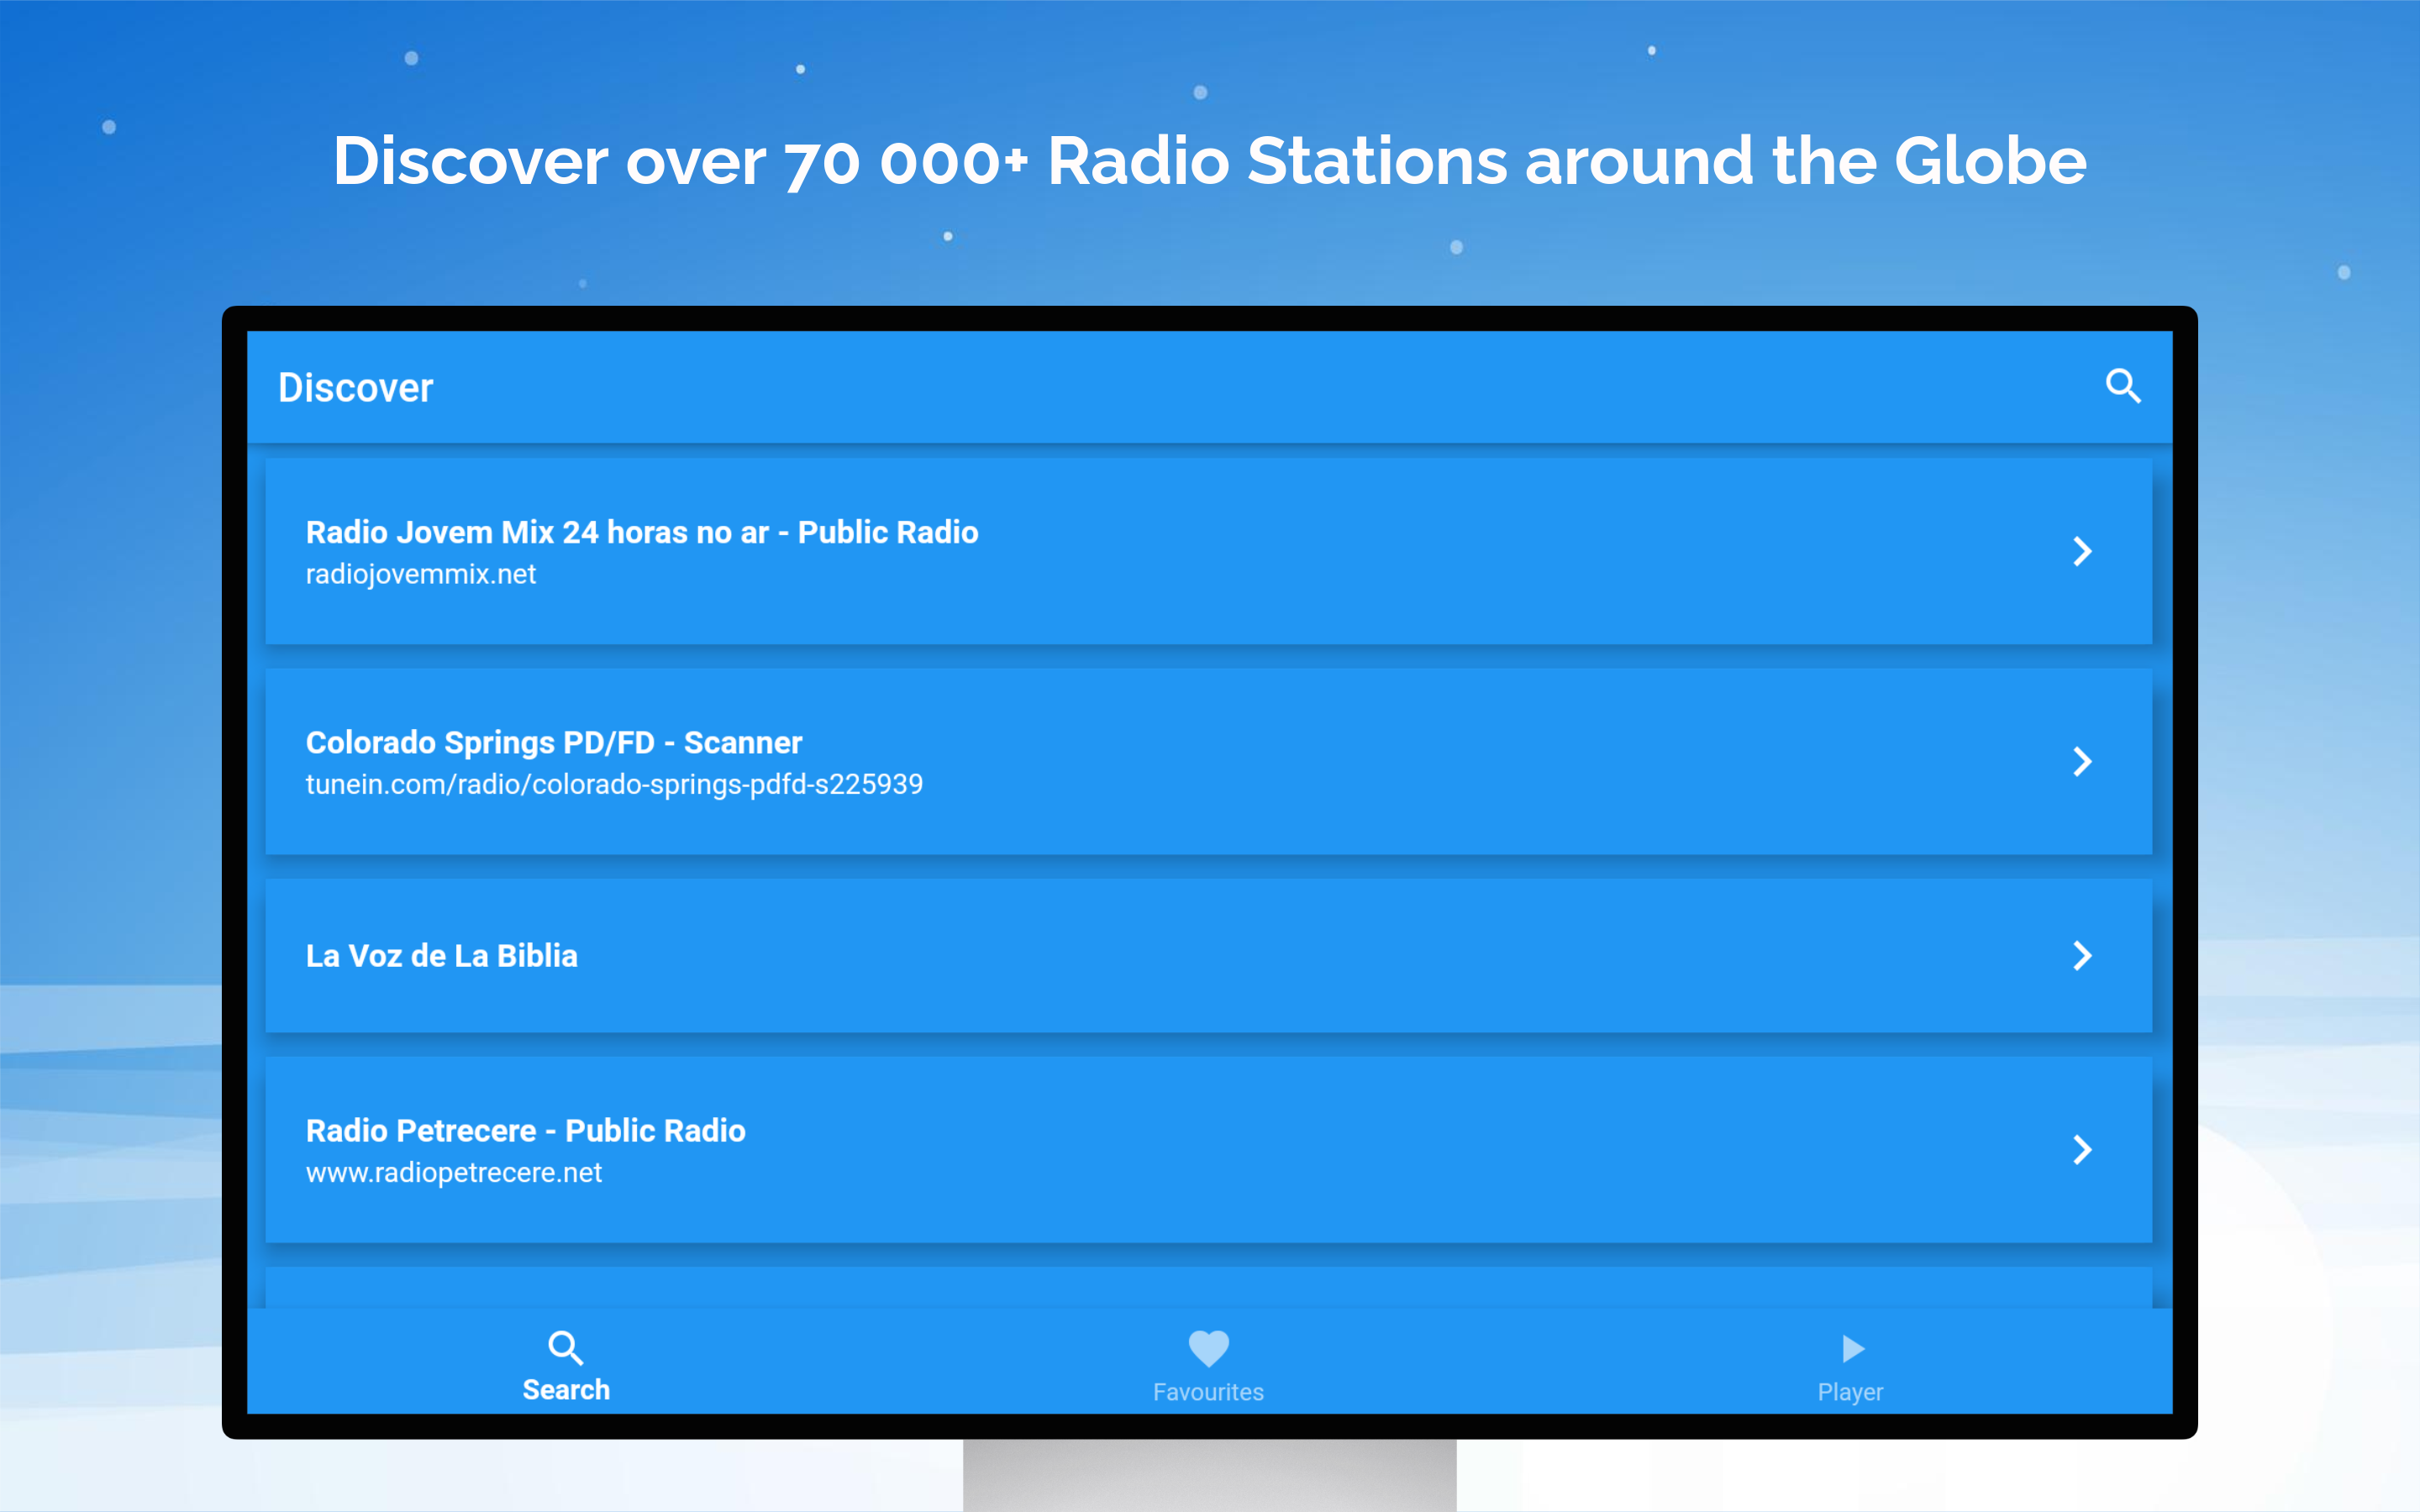 Discover over 70 000+ Radio Stations around the Globe
Discover
Radio Jovem Mix 24 horas no ar - Public Radio
radiojovemmix.net
Colorado Springs PD/FD - Scanner
tunein.com/radio/colorado-springs-pdfd-s225939
La Voz de La Biblia
Radio Petrecere - Public Radio
www.radiopetrecere.net
Search
Favourites
Player